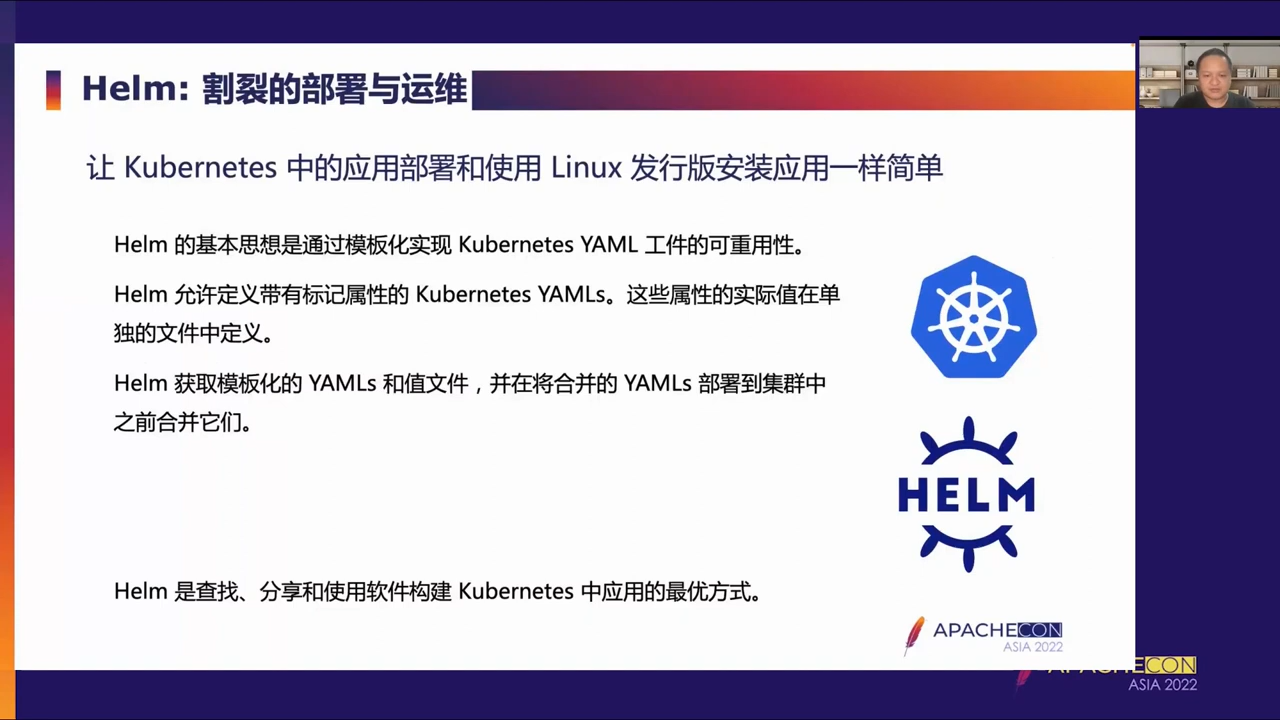 Helm: 割裂的部署与运维
让 Kubernetes 中的应用部署和使用 Linux 发行版安装应用一样简单
Helm 的基本思想是通过模板化实现 Kubernetes YAML 工件的可重用性。
Helm 允许定义带有标记属性的 Kubernetes YAMLs。这些属性的实际值在单
独的文件中定义。
Helm 获取模板化的 YAMLs 和值文件，并在将合并的 YAMLs 部署到集群中
之前合并它们。
HELM
Helm 是查找、分享和使用软件构建 Kubernetes 中应用的最优方式。
APACHECON
ASIA 2022
APACHECON
ASIA 2022